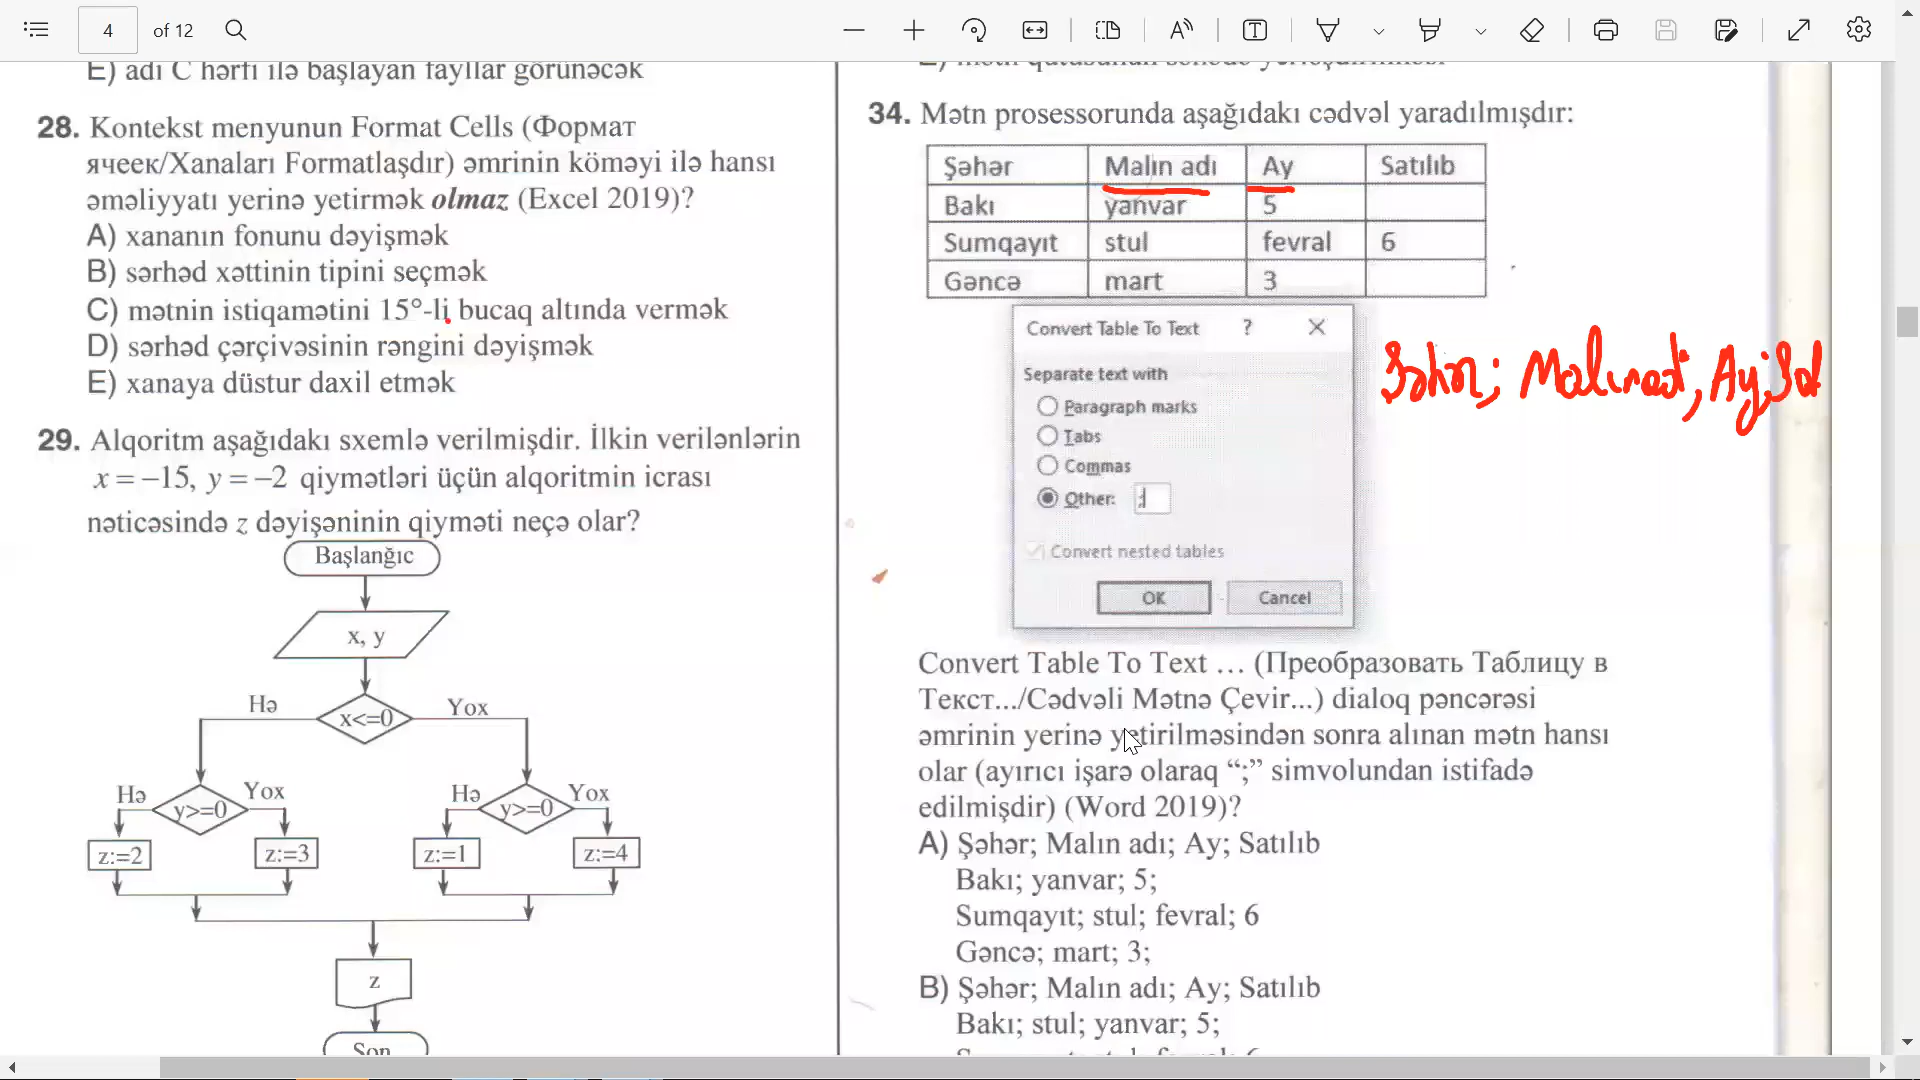 4 of 12
E) adı C hərfi ilə başlayan fayllar görünəcək
28. Kontekst menyunun Format Cells (Формат
ячеек/Xanaları Formatlaşdır) əmrinin köməyi ilə hansı
əməliyyatı yerinə yetirmək olmaz (Excel 2019)?
A) xananın fonunu dəyişmək
B) sərhəd xəttinin tipini seçmək
C) mətnin istiqamətini 15°-li bucaq altında vermək
D) sərhəd çərçivəsinin rəngini dəyişmək
E) xanaya düstur daxil etmək
29. Alqoritm aşağıdakı sxemlə verilmişdir. İlkin verilənlərin
x = −15, y = −2 qiymətləri üçün alqoritmin icrası
nəticəsində z dəyişəninin qiyməti neçə olar?
Başlanğıc
x, y
Hə x<=0 Yox
Hə y>=0 Yox Hə y>=0 Yox
z:=2 z:=3 z:=1 z:=4
z
Son
34. Mətn prosessorunda aşağıdakı cədvəl yaradılmışdır:
Şəhər Malın adı Ay Satılıb
Bakı yanvar 5
Sumqayıt stul fevral 6
Gəncə mart 3
Convert Table To Text ? ×
Separate text with
Paragraph marks
Tabs
Commas
Other: ;
Convert nested tables
OK Cancel
Convert Table To Text … (Преобразовать Таблицу в
Текст.../Cədvəli Mətnə Çevir...) dialoq pəncərəsi
əmrinin yerinə yetirilməsindən sonra alınan mətn hansı
olar (ayırıcı işarə olaraq “;” simvolundan istifadə
edilmişdir) (Word 2019)?
A) Şəhər; Malın adı; Ay; Satılıb
Bakı; yanvar; 5;
Sumqayıt; stul; fevral; 6
Gəncə; mart; 3;
B) Şəhər; Malın adı; Ay; Satılıb
Bakı; stul; yanvar; 5;